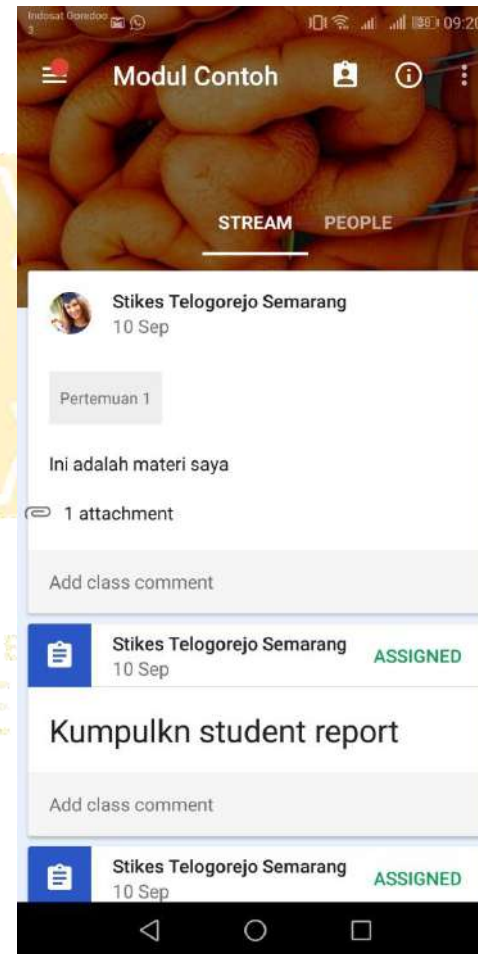 Indosat Ooredoo
3
09:20
Modul Contoh
STREAM PEOPLE
Stikes Telogorejo Semarang
10 Sep
Pertemuan 1
Ini adalah materi saya
1 attachment
Add class comment
Stikes Telogorejo Semarang
10 Sep
ASSIGNED
Kumpulkn student report
Add class comment
Stikes Telogorejo Semarang
10 Sep
ASSIGNED